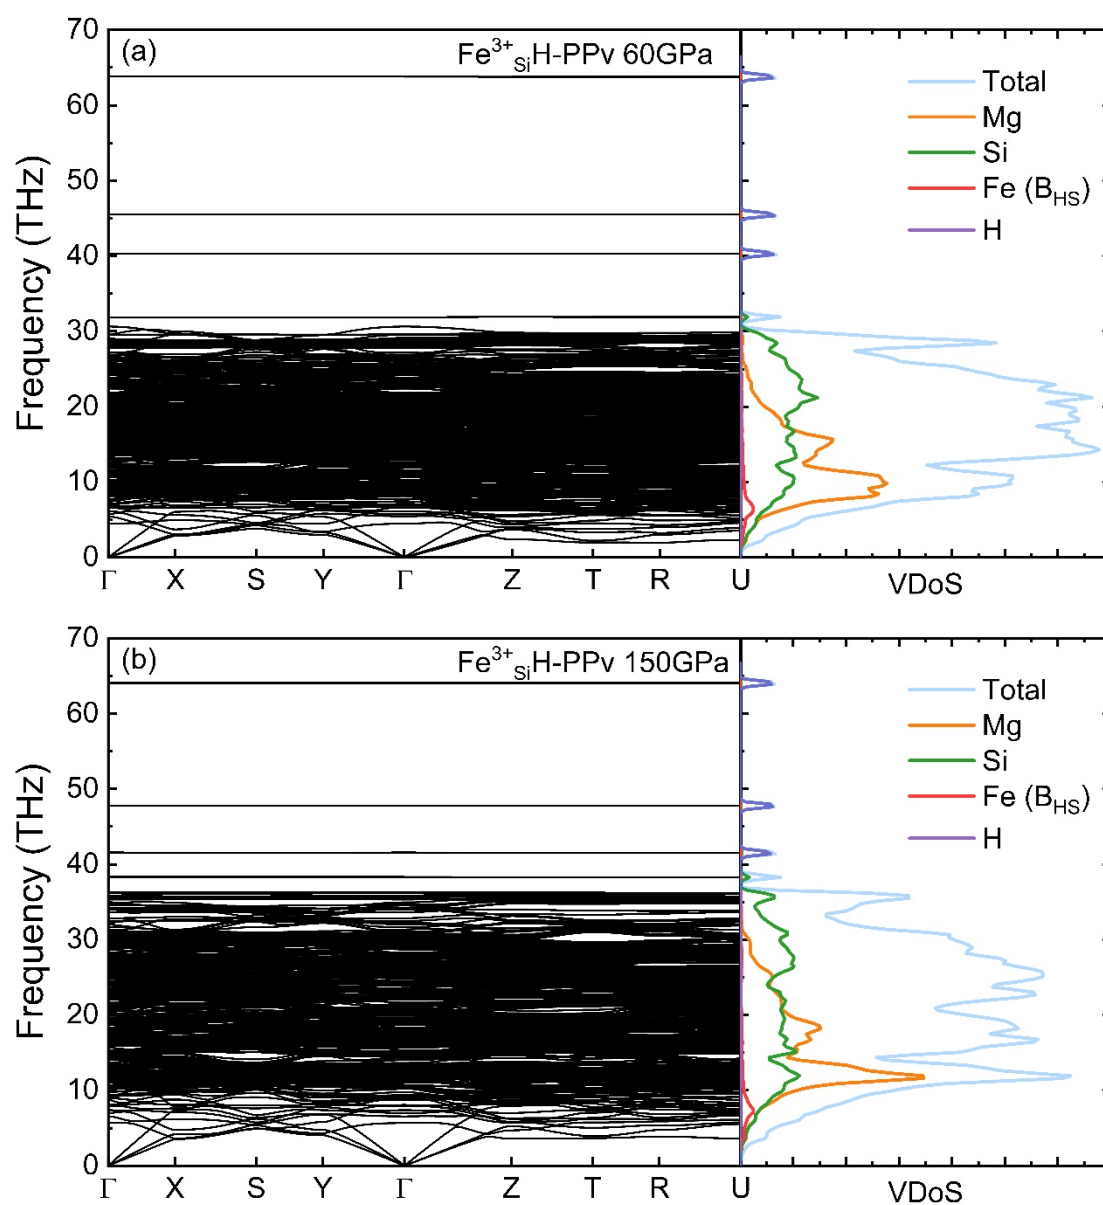 (a) Fe³⁺SiH-PPv 60GPa
70
60
50
40
30
20
10
0
Frequency (THz)
Total
Mg
Si
Fe (BHS)
H
Γ X S Y Γ Z T R U
VDoS
(b) Fe³⁺SiH-PPv 150GPa
70
60
50
40
30
20
10
0
Frequency (THz)
Total
Mg
Si
Fe (BHS)
H
Γ X S Y Γ Z T R U
VDoS